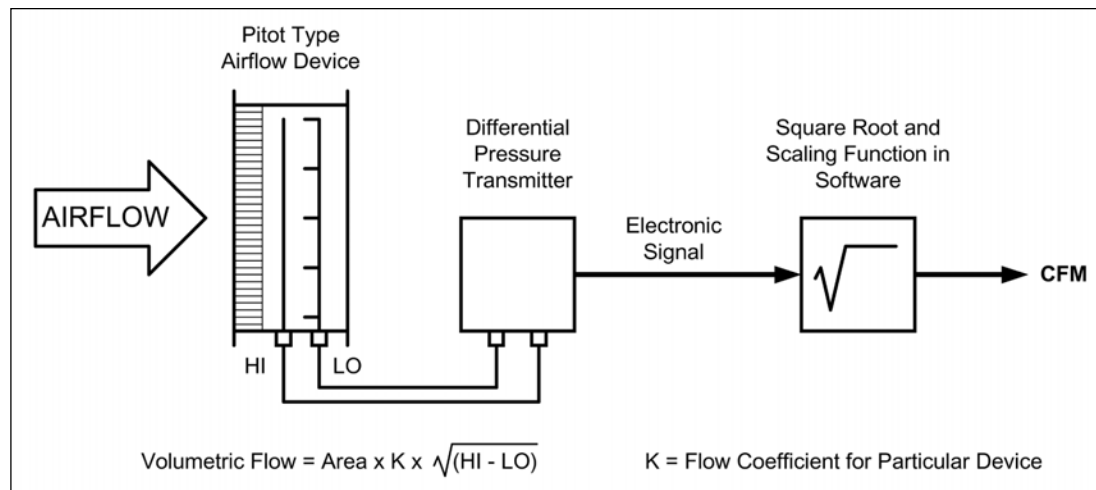 Pitot Type
Airflow Device
Differential
Pressure
Transmitter
Square Root and
Scaling Function in
Software
AIRFLOW
Electronic
Signal
CFM
HI
LO
Volumetric Flow = Area x K x √(HI - LO)
K = Flow Coefficient for Particular Device